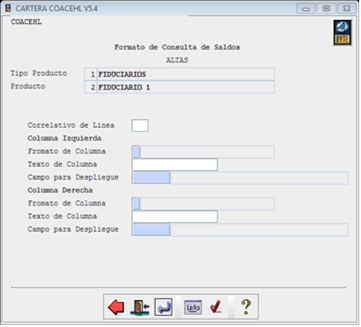 CARTERA COACEHL V5.4
COACEHL
Formato de Consulta de Saldos
ALTAS
Tipo Producto 1 FIDUCIARIOS
Producto 2 FIDUCIARIO 1
Correlativo de Linea
Columna Izquierda
Fromato de Columna
Texto de Columna
Campo para Despliegue
Columna Derecha
Fromato de Columna
Texto de Columna
Campo para Despliegue
Lista ?